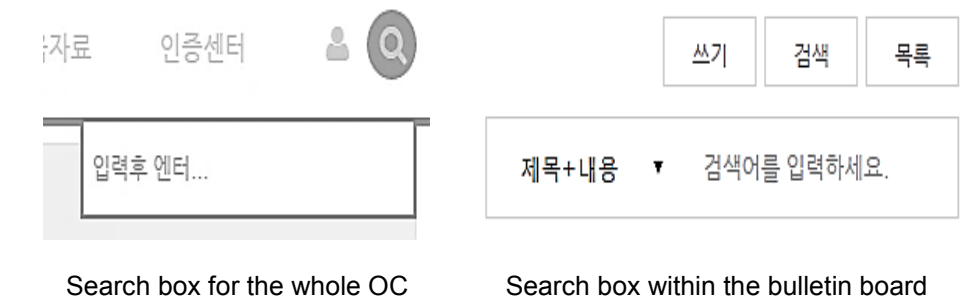 자료 인증센터
입력후 엔터...
Search box for the whole OC
쓰기 검색 목록
제목+내용 ▼ 검색어를 입력하세요.
Search box within the bulletin board